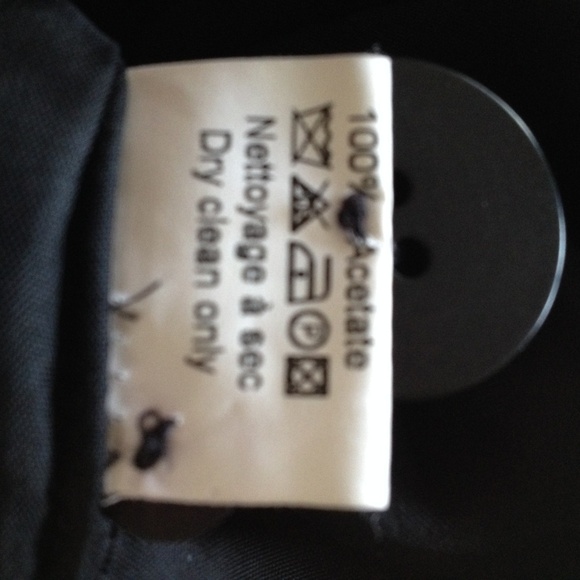 100% Acetate
P
Nettoyage à sec
Dry clean only